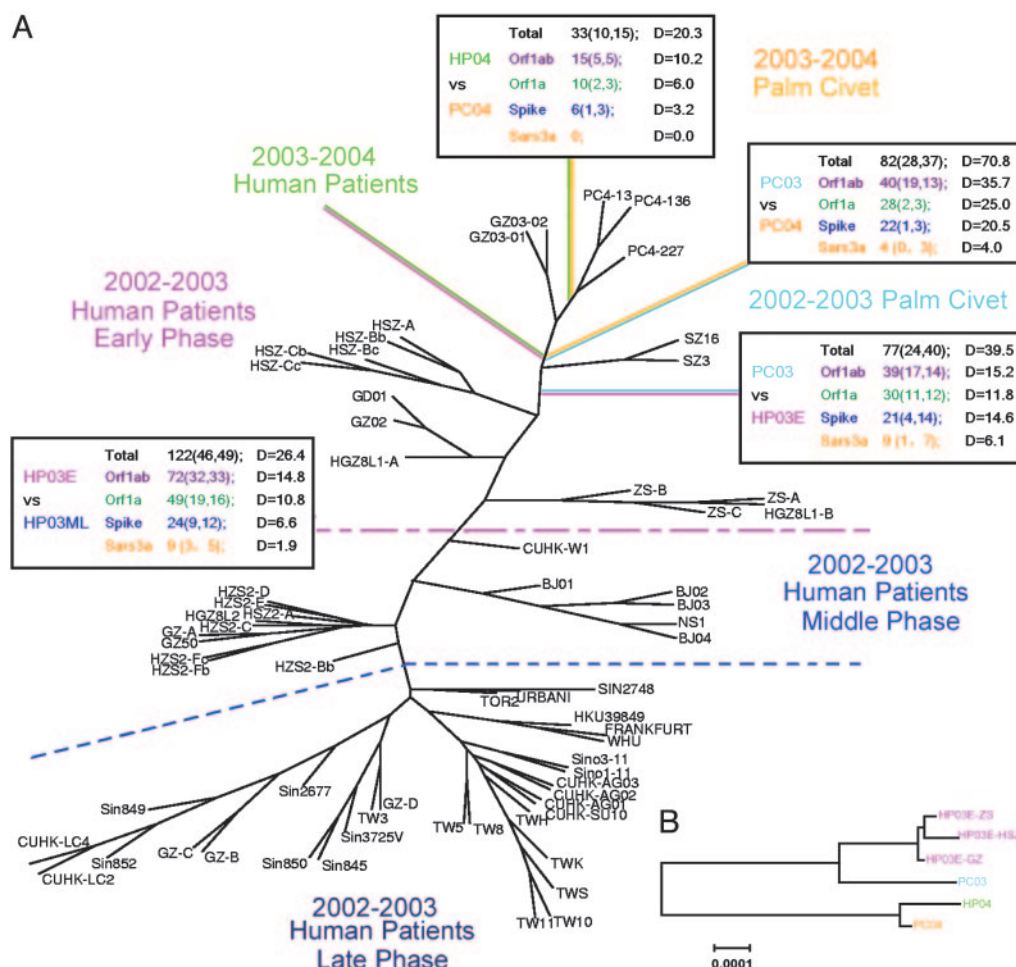 A
Total 33(10,15); D=20.3
HP04 Orf1ab 15(5,5); D=10.2
vs Orf1a 10(2,3); D=6.0
PC04 Spike 6(1,3); D=3.2
Sars3a 0; D=0.0
2003-2004
Palm Civet
Total 82(28,37); D=70.8
PC03 Orf1ab 40(19,13); D=35.7
vs Orf1a 28(2,3); D=25.0
PC04 Spike 22(1,3); D=20.5
Sars3a 4 (0, 3); D=4.0
2003-2004
Human Patients
PC4-13
PC4-136
GZ03-02
GZ03-01
PC4-227
2002-2003
Human Patients
Early Phase
2002-2003 Palm Civet
SZ16
SZ3
Total 77(24,40); D=39.5
PC03 Orf1ab 39(17,14); D=15.2
vs Orf1a 30(11,12); D=11.8
HP03E Spike 21(4,14); D=14.6
Sars3a 9 (1, 7); D=6.1
HSZ-A
HSZ-Bb
HSZ-Cb
HSZ-Bc
HSZ-Cc
GD01
GZ02
HGZ8L1-A
Total 122(46,49); D=26.4
HP03E Orf1ab 72(32,33); D=14.8
vs Orf1a 49(19,16); D=10.8
HP03ML Spike 24(9,12); D=6.6
Sars3a 9 (3, 5); D=1.9
ZS-B
ZS-A
ZS-C
HGZ8L1-B
CUHK-W1
2002-2003
Human Patients
Middle Phase
BJ01
BJ02
BJ03
NS1
BJ04
HZS2-D
HZS2-E
HGZ8L2
HSZ2-A
HZS2-C
GZ-A
GZ50
HZS2-Fc
HZS2-Fb
HZS2-Bb
SIN2748
URBANI
TOR2
HKU39849
FRANKFURT
WHU
Sino3-11
Sino1-11
CUHK-AG03
CUHK-AG02
CUHK-AG01
CUHK-SU10
TWH
Sin2677
Sin849
TW3
GZ-D
Sin3725V
TW5
TW8
CUHK-LC4
Sin852
CUHK-LC2
GZ-C
GZ-B
Sin850
Sin845
TWK
TWS
TW11
TW10
2002-2003
Human Patients
Late Phase
B
HP03E-ZS
HP03E-HSZ
HP03E-GZ
PC03
HP04
PC04
0.0001